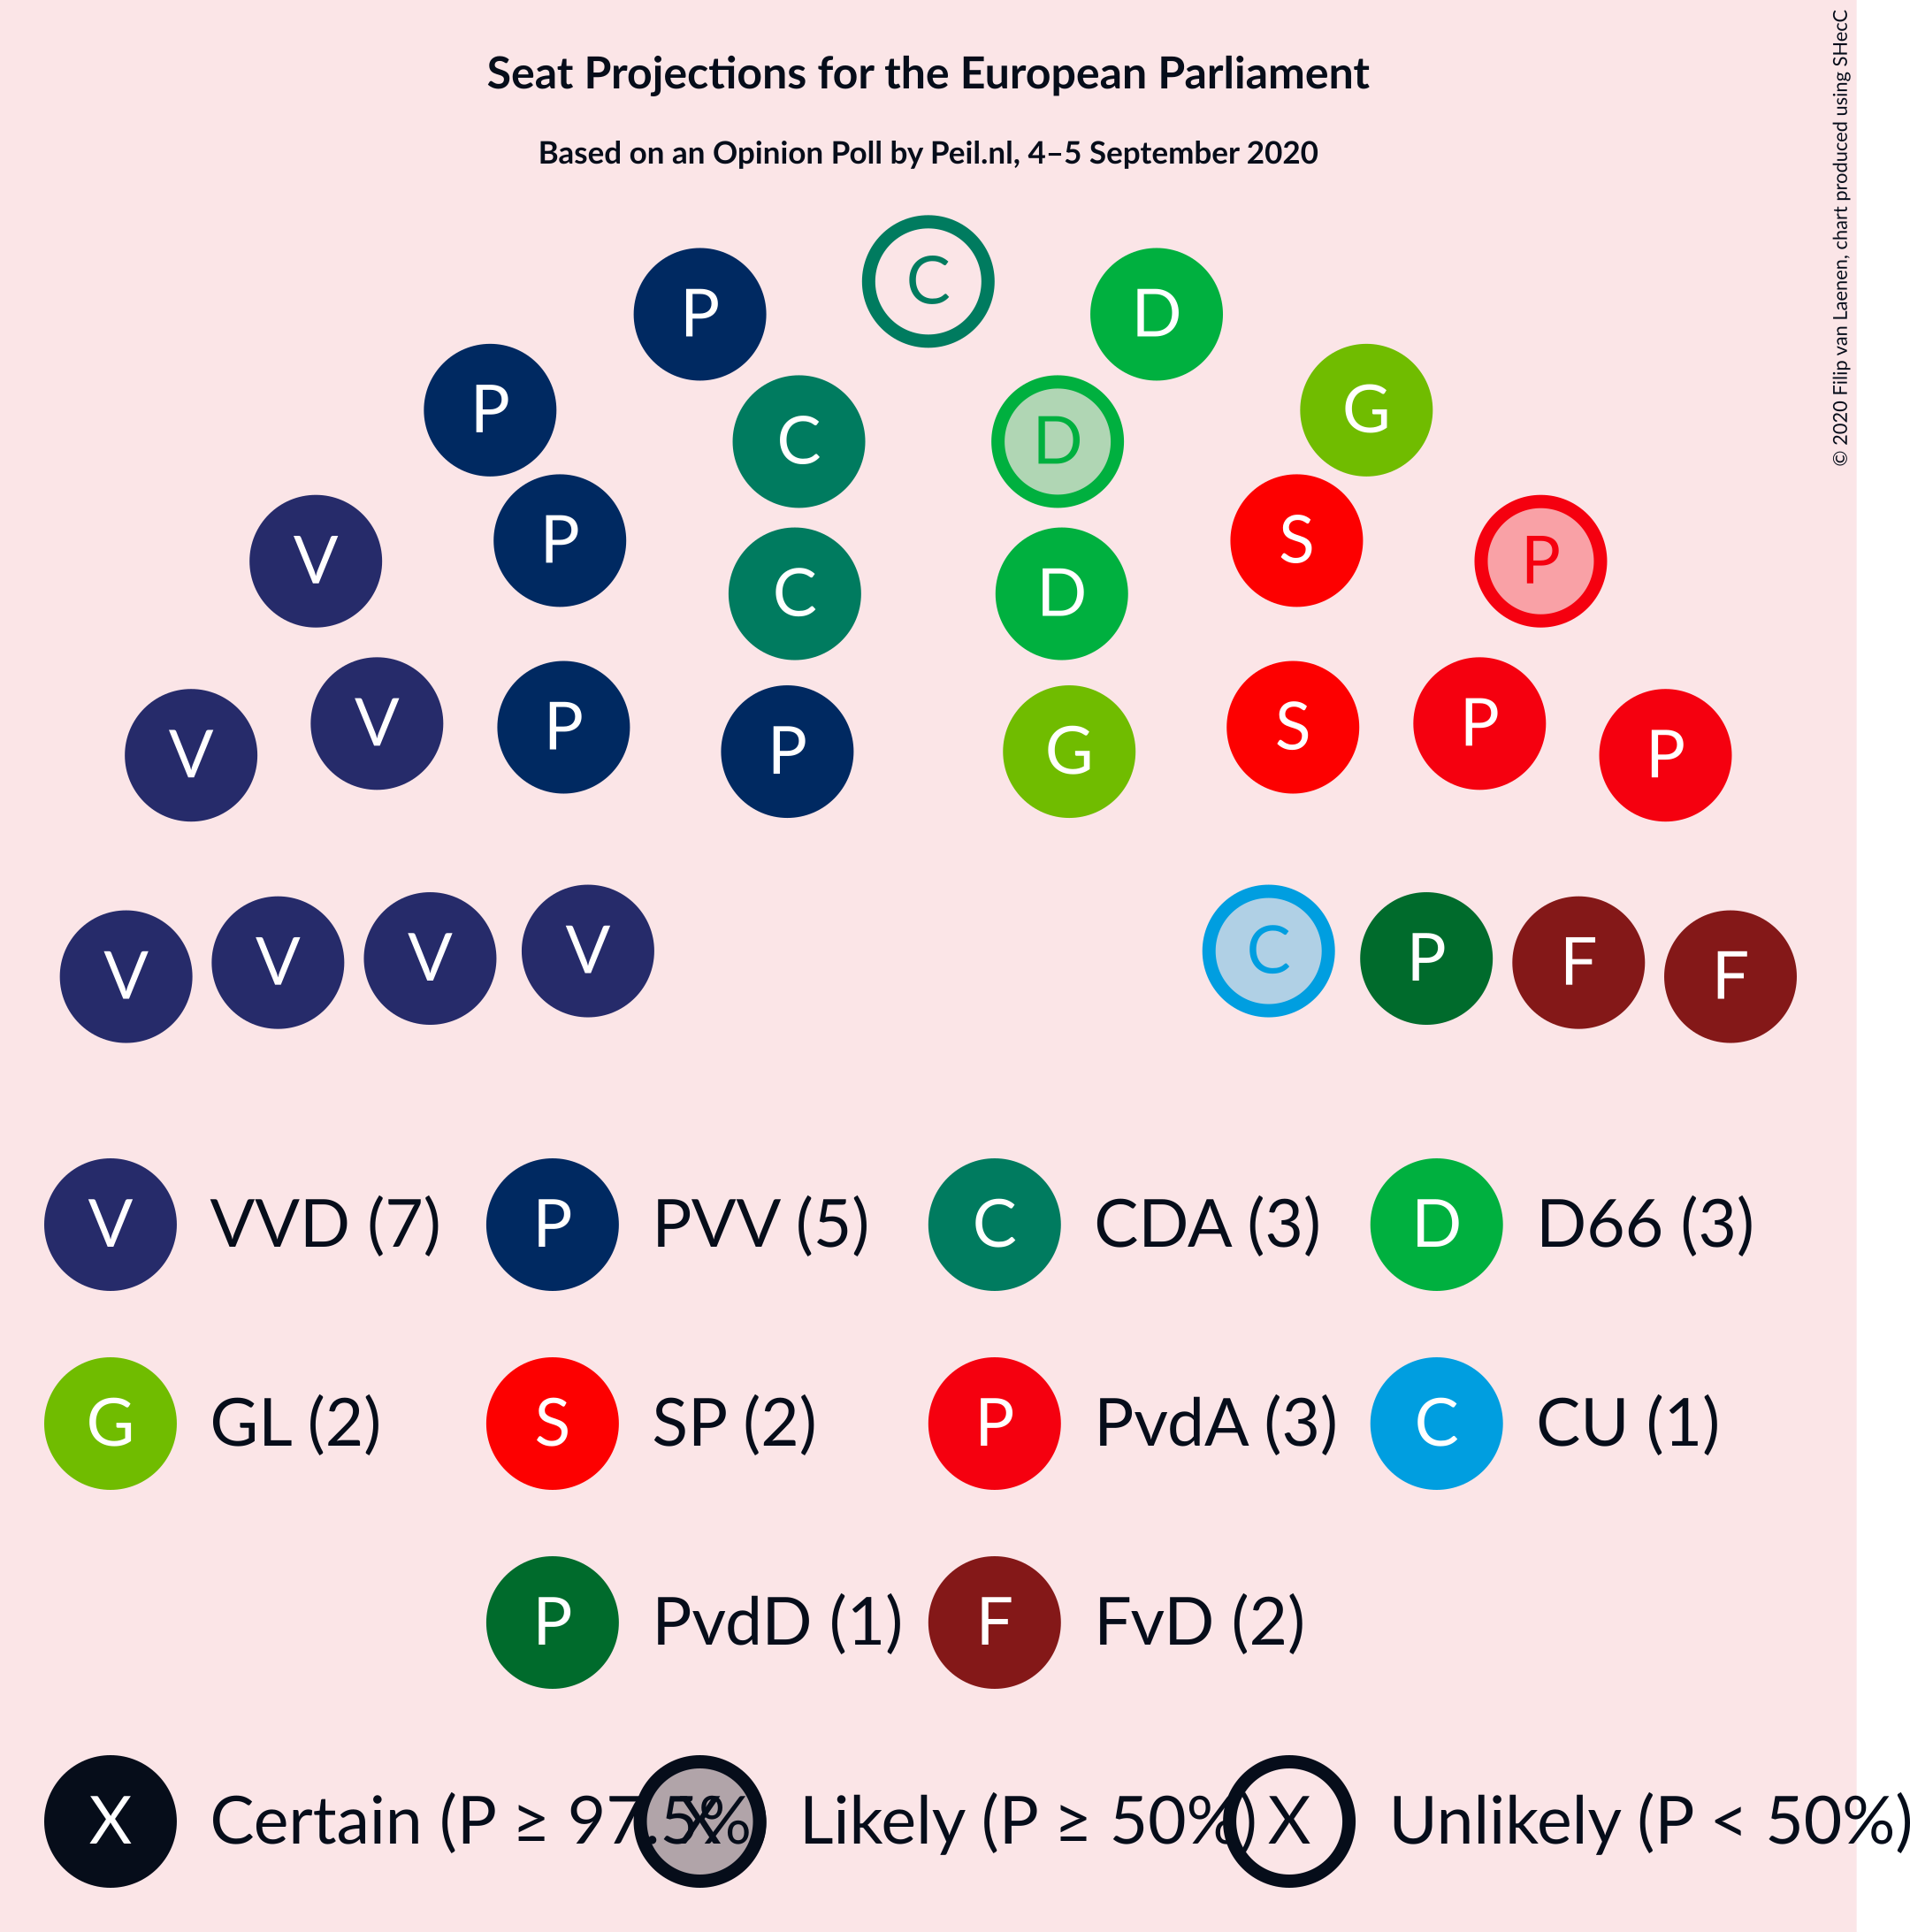 Seat Projections for the European Parliament
Based on an Opinion Poll by Peil.nl, 4–5 September 2020
© 2020 Filip van Laenen, chart produced using SHecC
C
P D
P G
C D
P S
V P
C D
V P
P S
P G
V P
V V V V
C P F F
V VVD (7) P PVV (5) C CDA (3) D D66 (3)
G GL (2) S SP (2) P PvdA (3) C CU (1)
P PvdD (1) F FvD (2)
X Certain (P ≥ 97.5% X Likely (P ≥ 50%) X Unlikely (P < 50%)